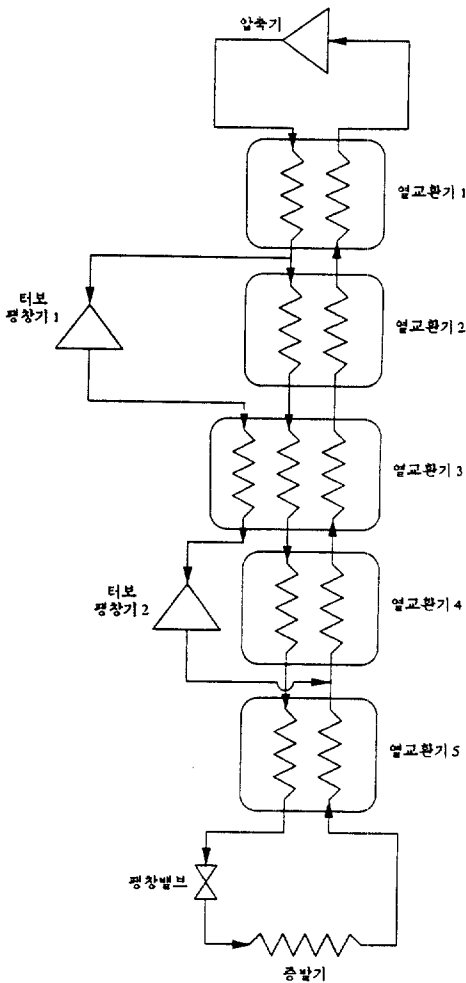 압축기
열교환기 1
터보
팽창기 1
열교환기 2
열교환기 3
터보
팽창기 2
열교환기 4
열교환기 5
팽창밸브
증발기